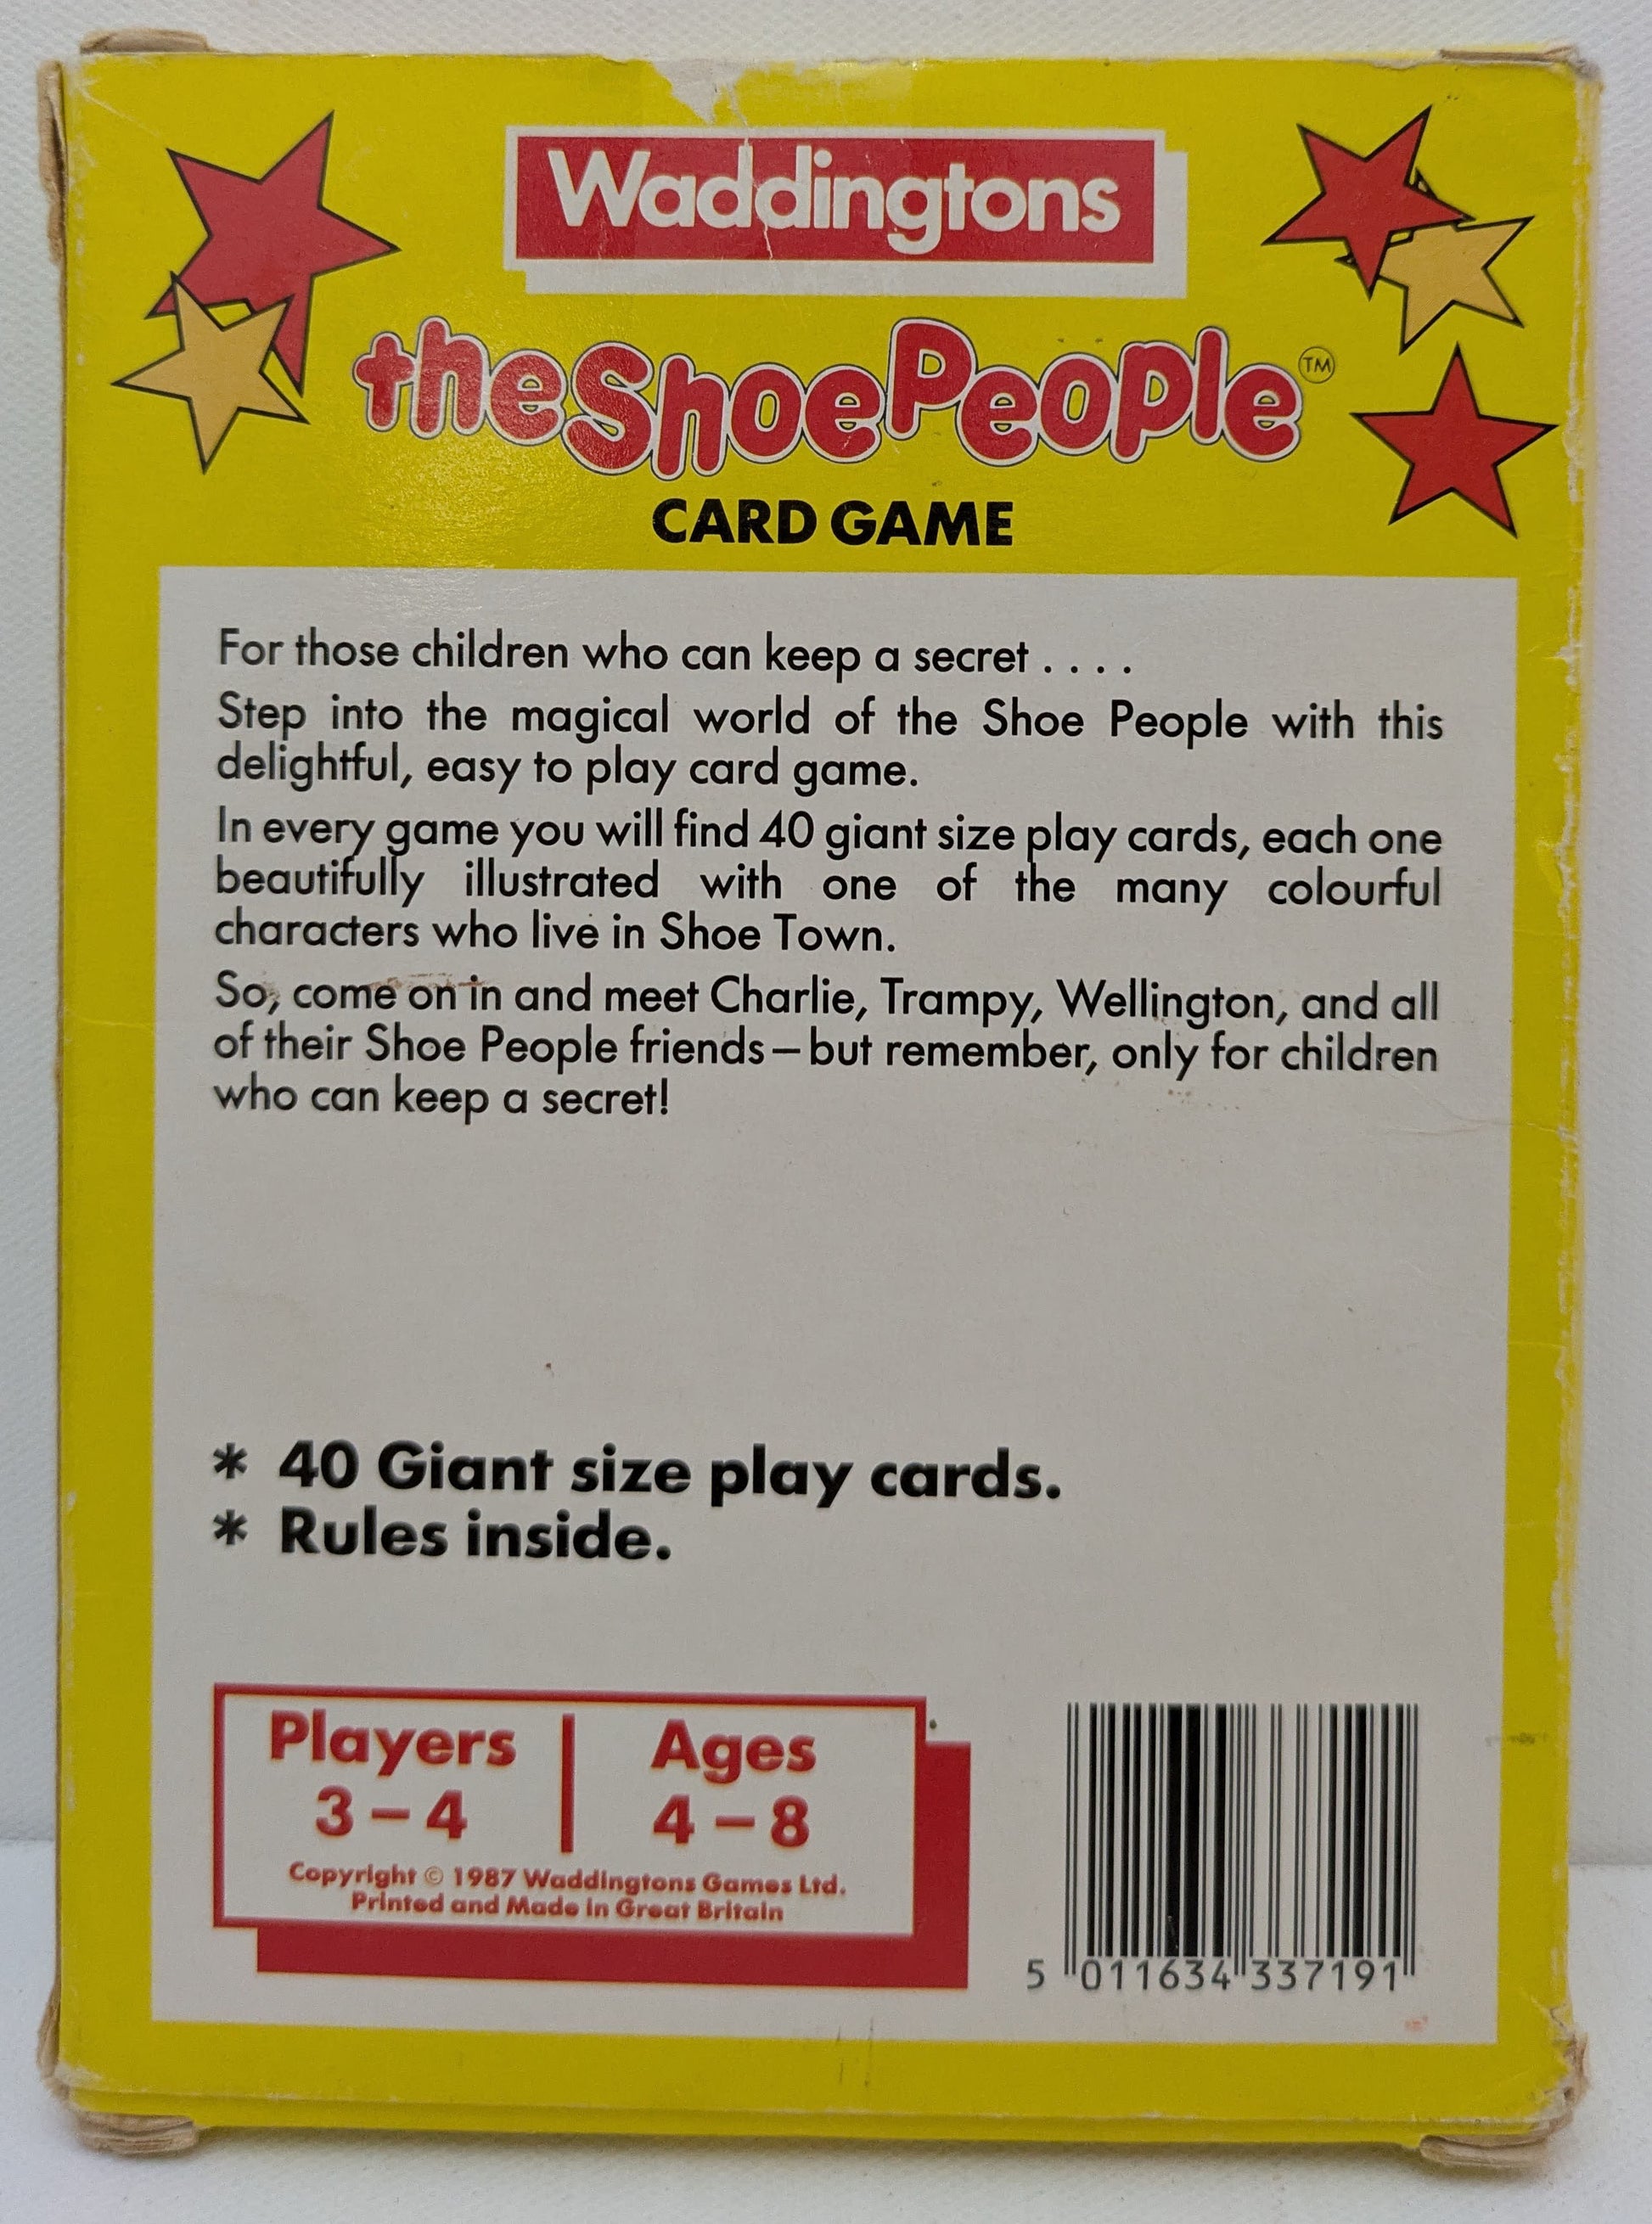 Waddingtons
the Shoe People™
CARD GAME
For those children who can keep a secret . . . .
Step into the magical world of the Shoe People with this
delightful, easy to play card game.
In every game you will find 40 giant size play cards, each one
beautifully illustrated with one of the many colourful
characters who live in Shoe Town.
So, come on in and meet Charlie, Trampy, Wellington, and all
of their Shoe People friends – but remember, only for children
who can keep a secret!
* 40 Giant size play cards.
* Rules inside.
Players
3 – 4
Ages
4 – 8
Copyright © 1987 Waddingtons Games Ltd.
Printed and Made in Great Britain
5 011634 337191